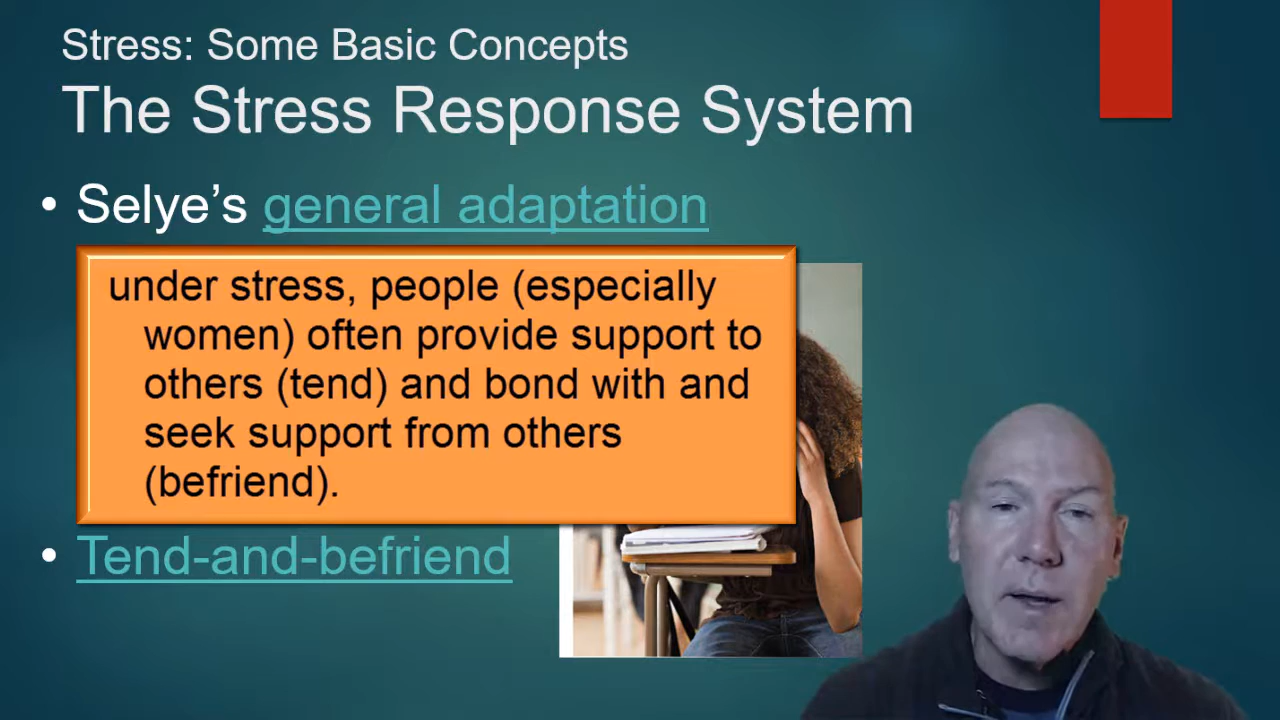 Stress: Some Basic Concepts
The Stress Response System
• Selye’s general adaptation
under stress, people (especially
women) often provide support to
others (tend) and bond with and
seek support from others
(befriend).
• Tend-and-befriend